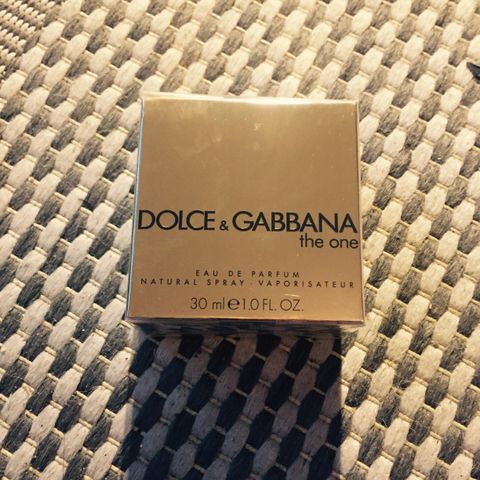 DOLCE & GABBANA
the one
EAU DE PARFUM
NATURAL SPRAY · VAPORISATEUR
30 ml ℮ 1.0 FL. OZ.